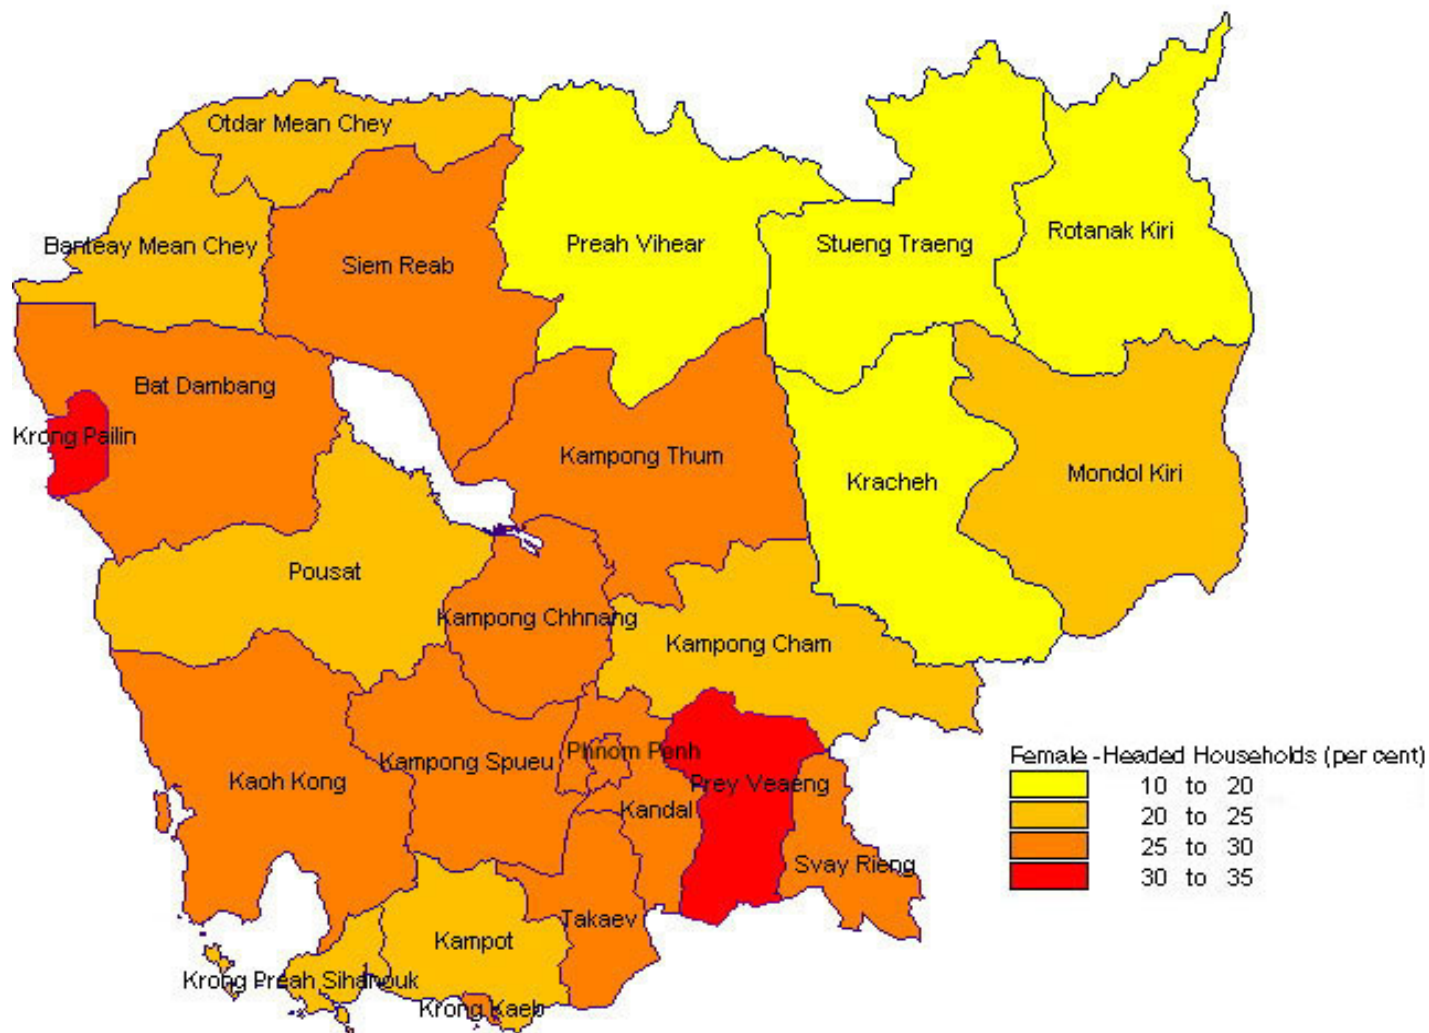 Otdar Mean Chey
Banteay Mean Chey
Siem Reab
Preah Vihear
Stueng Traeng
Rotanak Kiri
Bat Dambang
Krong Pailin
Kampong Thum
Kracheh
Mondol Kiri
Pousat
Kampong Chhnang
Kampong Cham
Kaoh Kong
Kampong Spueu
Phnom Penh
Prey Veaeng
Kandal
Svay Rieng
Takaev
Kampot
Krong Preah Sihanouk
Krong Kaeb
Female -Headed Households (per cent)
10 to 20
20 to 25
25 to 30
30 to 35